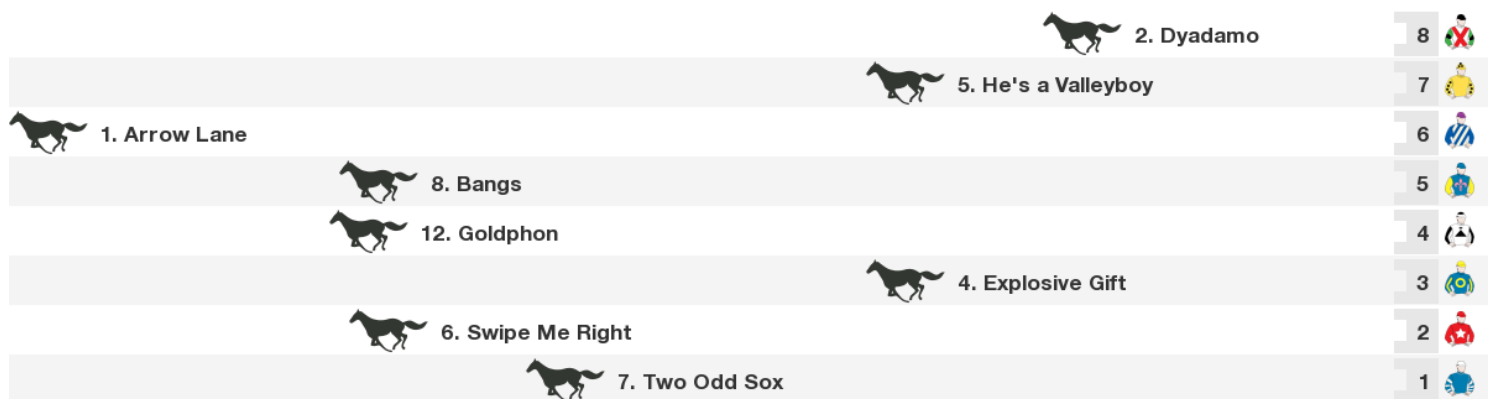 2. Dyadamo 8
5. He's a Valleyboy 7
1. Arrow Lane 6
8. Bangs 5
12. Goldphon 4
4. Explosive Gift 3
6. Swipe Me Right 2
7. Two Odd Sox 1